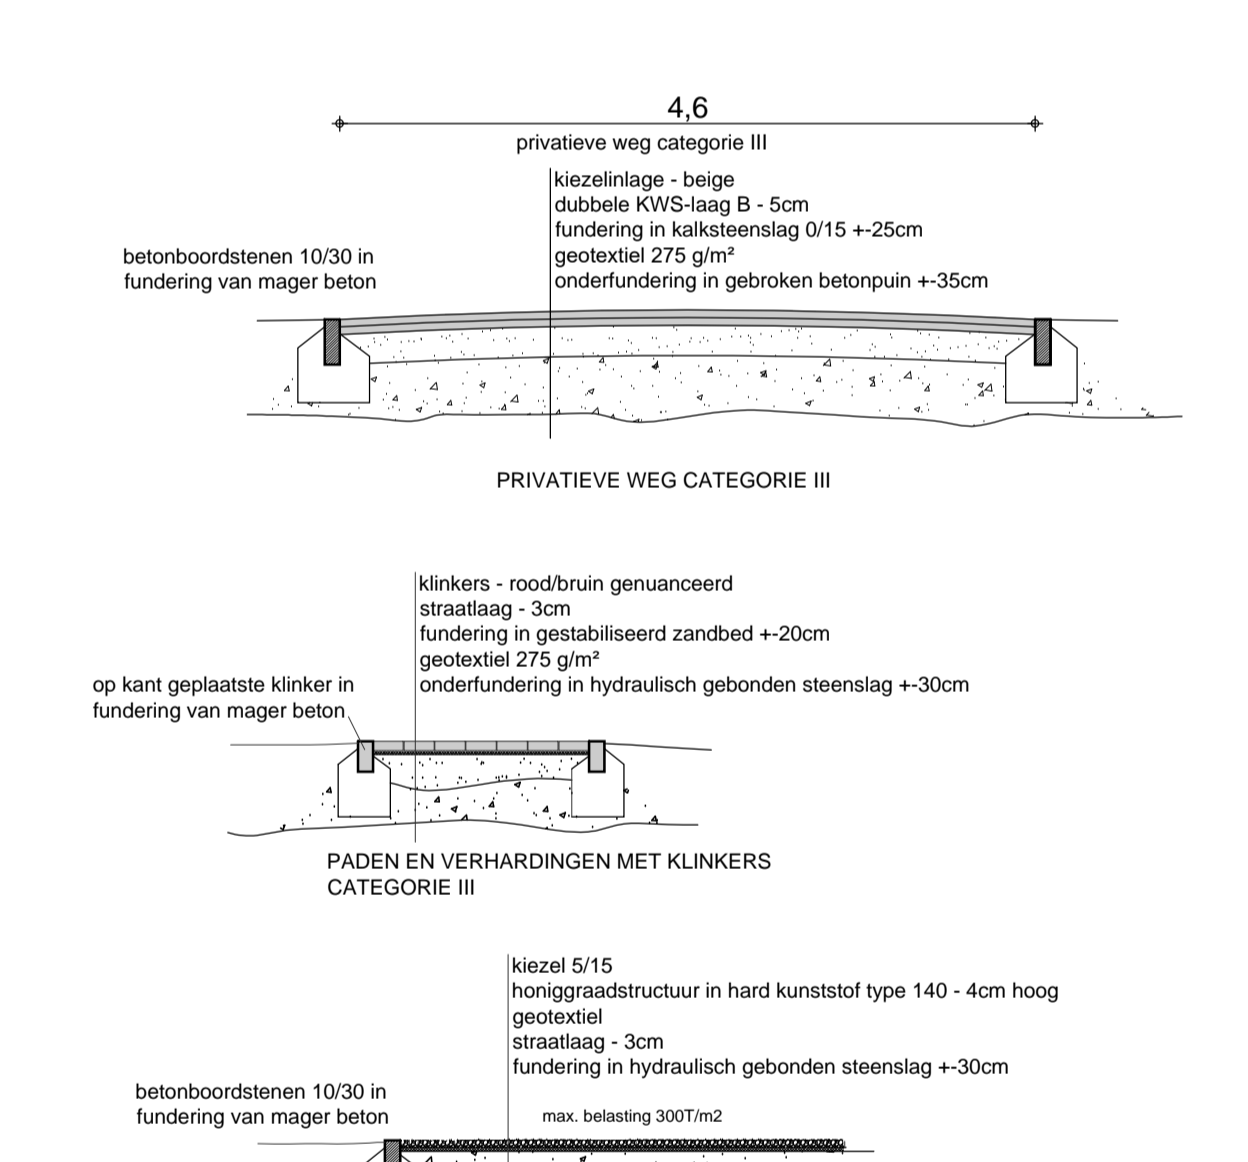 4,6
privatieve weg categorie III
kiezelinlage - beige
dubbele KWS-laag B - 5cm
fundering in kalksteenslag 0/15 +-25cm
geotextiel 275 g/m²
onderfundering in gebroken betonpuin +-35cm
betonboordstenen 10/30 in
fundering van mager beton
PRIVATIEVE WEG CATEGORIE III
klinkers - rood/bruin genuanceerd
straatlaag - 3cm
fundering in gestabiliseerd zandbed +-20cm
geotextiel 275 g/m²
onderfundering in hydraulisch gebonden steenslag +-30cm
op kant geplaatste klinker in
fundering van mager beton
PADEN EN VERHARDINGEN MET KLINKERS
CATEGORIE III
kiezel 5/15
honiggraadstructuur in hard kunststof type 140 - 4cm hoog
geotextiel
straatlaag - 3cm
fundering in hydraulisch gebonden steenslag +-30cm
betonboordstenen 10/30 in
fundering van mager beton
max. belasting 300T/m2